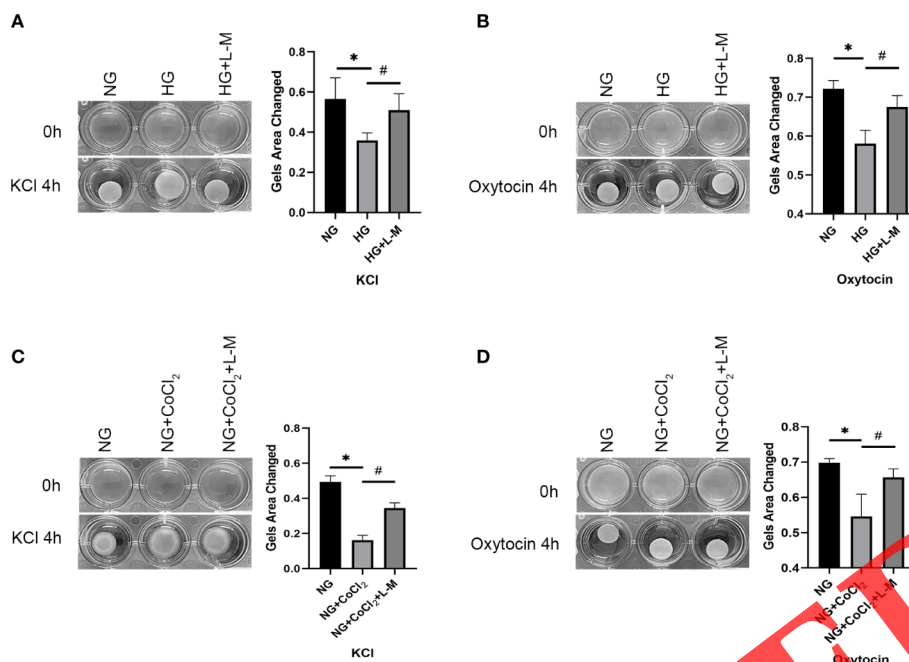 A
NG
HG
HG+L-M
0h
KCl 4h
Gels Area Changed
0.8
0.6
0.4
0.2
0.0
*
#
NG
HG
HG+L-M
KCl
B
NG
HG
HG+L-M
0h
Oxytocin 4h
Gels Area Changed
0.8
0.7
0.6
0.5
0.4
*
#
NG
HG
HG+L-M
Oxytocin
C
NG
NG+CoCl₂
NG+CoCl₂+L-M
0h
KCl 4h
Gels Area Changed
0.8
0.6
0.4
0.2
0.0
*
#
NG
NG+CoCl₂
NG+CoCl₂+L-M
KCl
D
NG
NG+CoCl₂
NG+CoCl₂+L-M
0h
Oxytocin 4h
Gels Area Changed
0.8
0.7
0.6
0.5
0.4
*
#
NG
NG+CoCl₂
NG+CoCl₂+L-M
Oxytocin